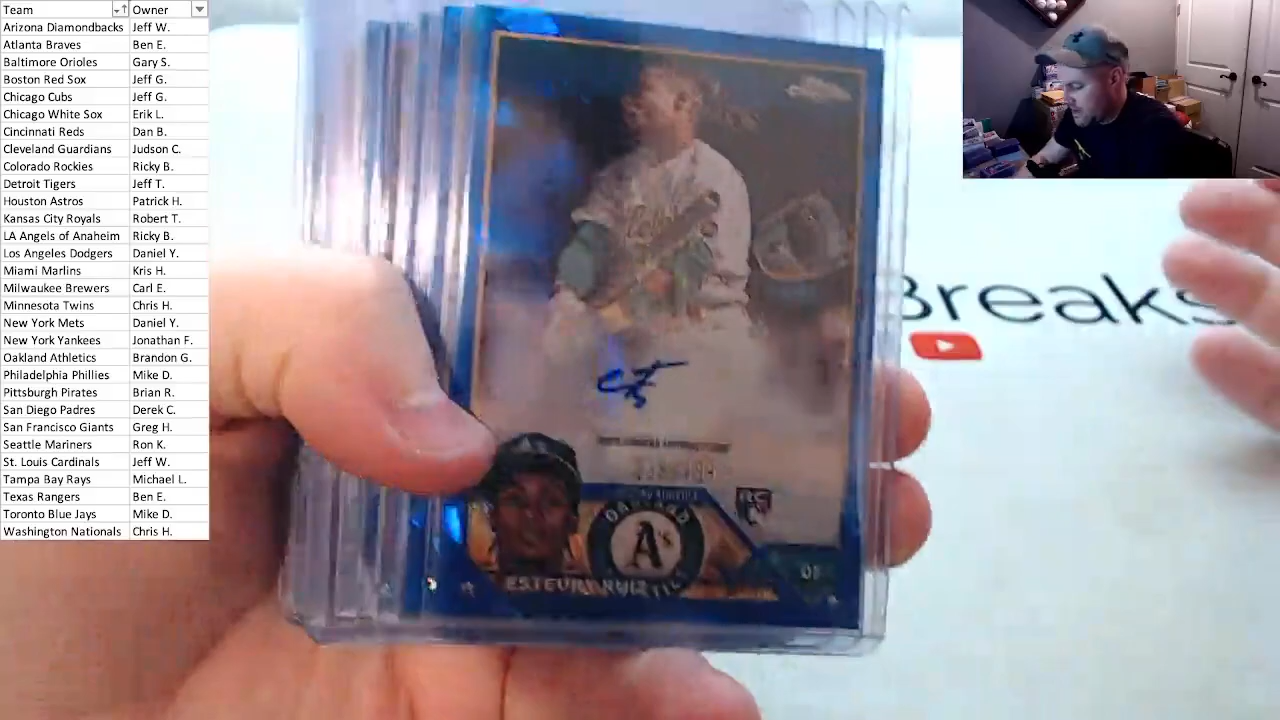 Team Owner
Arizona Diamondbacks Jeff W.
Atlanta Braves Ben E.
Baltimore Orioles Gary S.
Boston Red Sox Jeff G.
Chicago Cubs Jeff G.
Chicago White Sox Erik L.
Cincinnati Reds Dan B.
Cleveland Guardians Judson C.
Colorado Rockies Ricky B.
Detroit Tigers Jeff T.
Houston Astros Patrick H.
Kansas City Royals Robert T.
LA Angels of Anaheim Ricky B.
Los Angeles Dodgers Daniel Y.
Miami Marlins Kris H.
Milwaukee Brewers Carl E.
Minnesota Twins Chris H.
New York Mets Daniel Y.
New York Yankees Jonathan F.
Oakland Athletics Brandon G.
Philadelphia Phillies Mike D.
Pittsburgh Pirates Brian R.
San Diego Padres Derek C.
San Francisco Giants Greg H.
Seattle Mariners Ron K.
St. Louis Cardinals Jeff W.
Tampa Bay Rays Michael L.
Texas Rangers Ben E.
Toronto Blue Jays Mike D.
Washington Nationals Chris H.
Breaks
RC
OAKLAND
A's
ESTEURY RUIZ